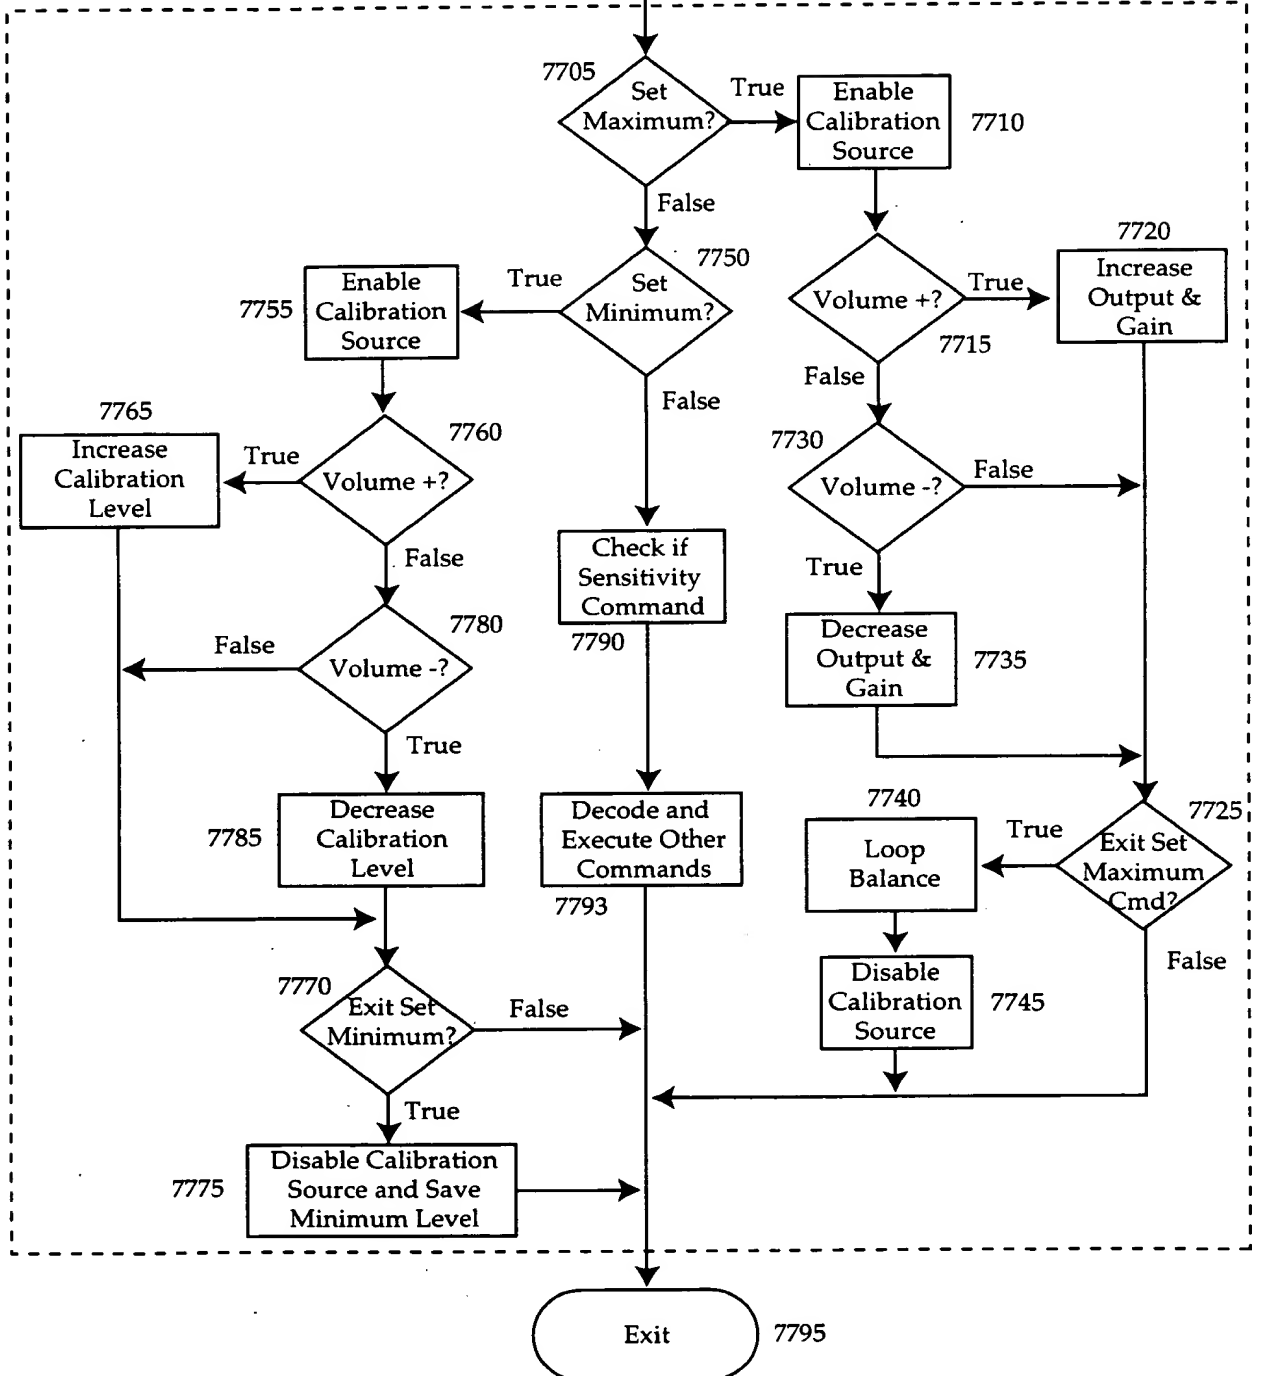 7705
Set
Maximum?
True
Enable
Calibration
Source
7710
False
7750
Set
Minimum?
True
Enable
Calibration
Source
7755
False
Volume +?
7715
True
7720
Increase
Output &
Gain
False
7730
Volume -?
False
True
Decrease
Output &
Gain
7735
7765
Increase
Calibration
Level
True
7760
Volume +?
False
7780
Volume -?
False
True
7785
Decrease
Calibration
Level
Check if
Sensitivity
Command
7790
Decode and
Execute Other
Commands
7793
7740
Loop
Balance
True
7725
Exit Set
Maximum
Cmd?
False
Disable
Calibration
Source
7745
7770
Exit Set
Minimum?
False
True
7775
Disable Calibration
Source and Save
Minimum Level
Exit
7795